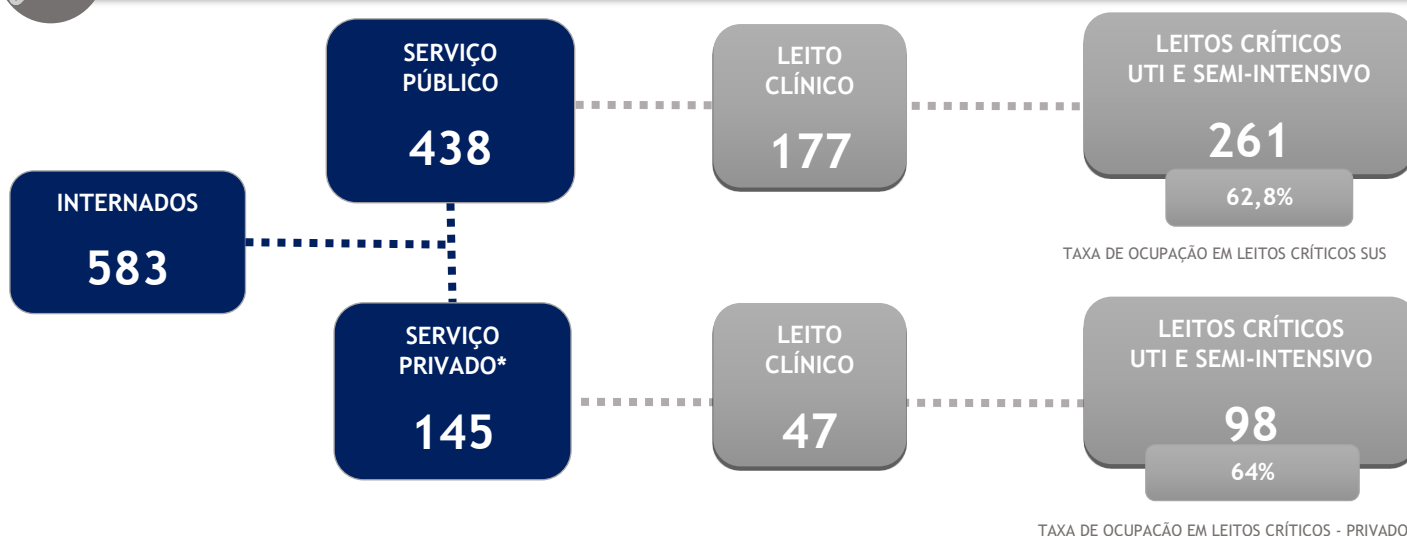 INTERNADOS
583
SERVIÇO
PÚBLICO
438
LEITO
CLÍNICO
177
LEITOS CRÍTICOS
UTI E SEMI-INTENSIVO
261
62,8%
TAXA DE OCUPAÇÃO EM LEITOS CRÍTICOS SUS
SERVIÇO
PRIVADO*
145
LEITO
CLÍNICO
47
LEITOS CRÍTICOS
UTI E SEMI-INTENSIVO
98
64%
TAXA DE OCUPAÇÃO EM LEITOS CRÍTICOS - PRIVADO